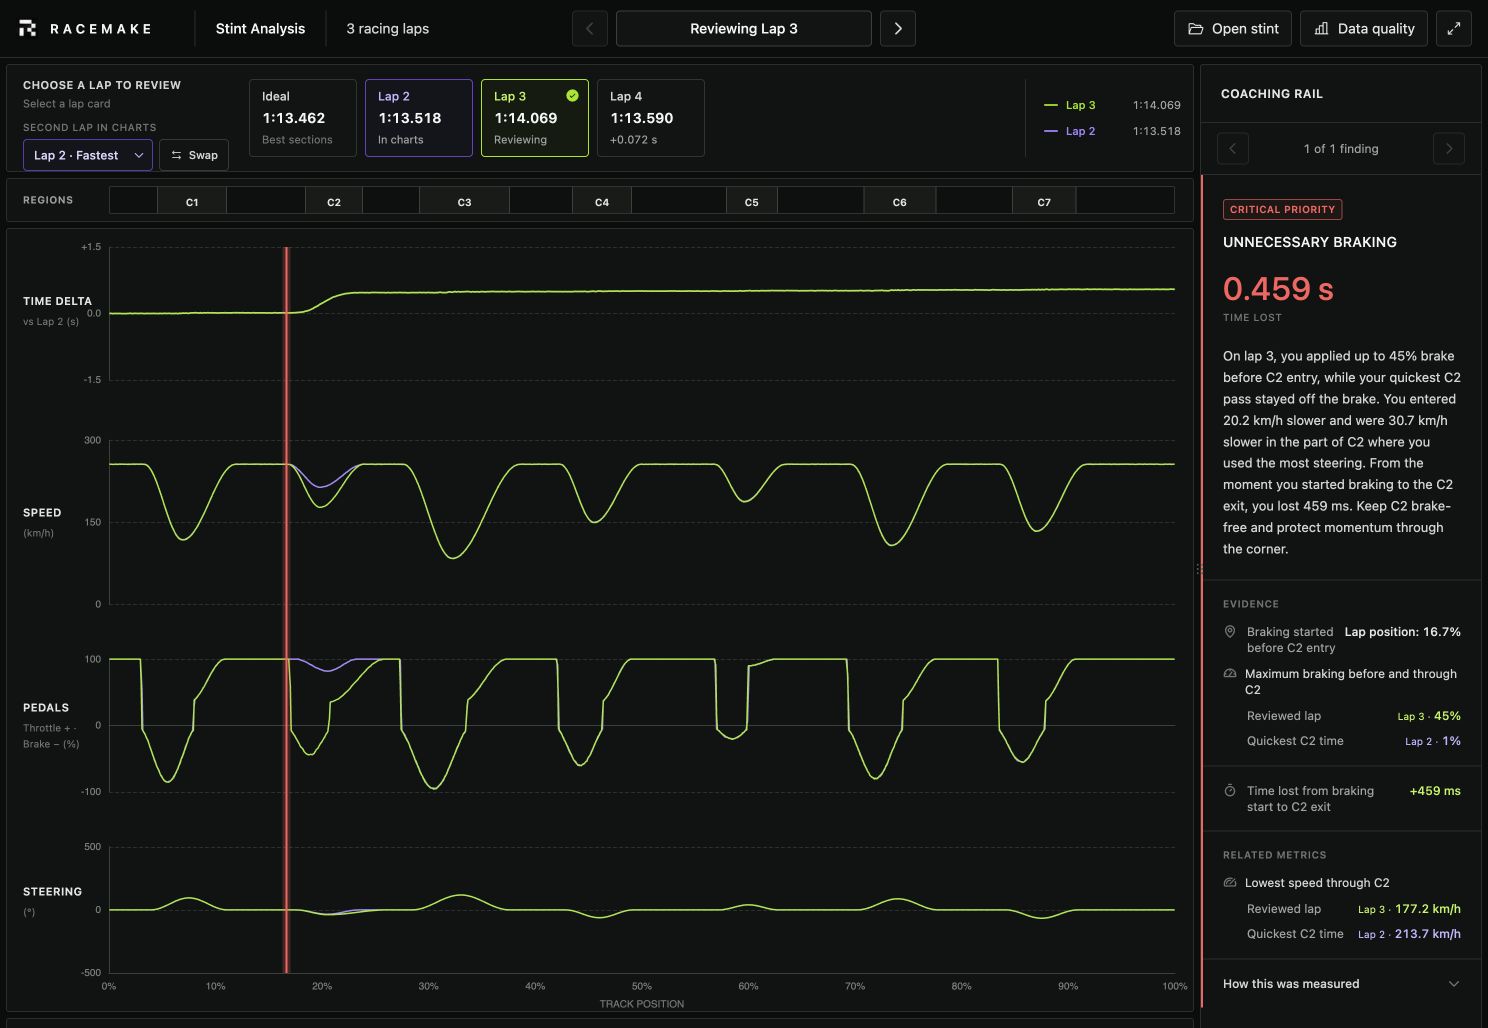 RACEMAKE
Stint Analysis
3 racing laps
Reviewing Lap 3
Open stint
Data quality
CHOOSE A LAP TO REVIEW
Select a lap card
SECOND LAP IN CHARTS
Lap 2 · Fastest
Swap
Ideal
1:13.462
Best sections
Lap 2
1:13.518
In charts
Lap 3
1:14.069
Reviewing
Lap 4
1:13.590
+0.072 s
Lap 3 1:14.069
Lap 2 1:13.518
REGIONS
C1 C2 C3 C4 C5 C6 C7
TIME DELTA
vs Lap 2 (s)
+1.5
0.0
-1.5
SPEED
(km/h)
300
150
0
PEDALS
Throttle + ·
Brake − (%)
100
0
-100
STEERING
(°)
500
0
-500
0% 10% 20% 30% 40% 50% 60% 70% 80% 90% 100%
TRACK POSITION
COACHING RAIL
1 of 1 finding
CRITICAL PRIORITY
UNNECESSARY BRAKING
0.459 s
TIME LOST
On lap 3, you applied up to 45% brake
before C2 entry, while your quickest C2
pass stayed off the brake. You entered
20.2 km/h slower and were 30.7 km/h
slower in the part of C2 where you
used the most steering. From the
moment you started braking to the C2
exit, you lost 459 ms. Keep C2 brake-
free and protect momentum through
the corner.
EVIDENCE
Braking started Lap position: 16.7%
before C2 entry
Maximum braking before and through
C2
Reviewed lap Lap 3 · 45%
Quickest C2 time Lap 2 · 1%
Time lost from braking +459 ms
start to C2 exit
RELATED METRICS
Lowest speed through C2
Reviewed lap Lap 3 · 177.2 km/h
Quickest C2 time Lap 2 · 213.7 km/h
How this was measured